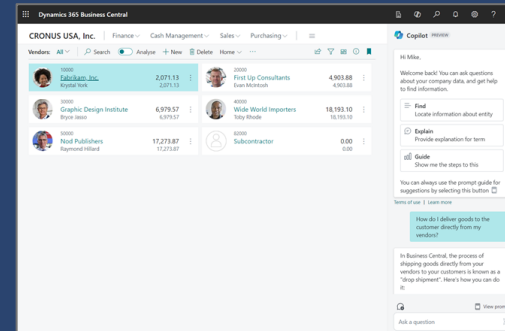 Dynamics 365 Business Central
CRONUS USA, Inc. Finance Cash Management Sales Purchasing
Vendors: All Search Analyse + New Delete Home ...
10000
Fabrikam, Inc. 2,071.13
Krystal York 2,071.13
20000
First Up Consultants 4,903.88
Evan McIntosh 4,903.88
30000
Graphic Design Institute 6,979.57
Bryce Jasso 6,979.57
40000
Wide World Importers 18,193.10
Toby Rhode 18,193.10
50000
Nod Publishers 17,273.87
Raymond Hillard 17,273.87
82000
Subcontractor 0.00
0.00
Copilot PREVIEW
Hi Mike,
Welcome back! You can ask questions
about your company data, and get help
to find information.
Find
Locate information about entity
Explain
Provide explanation for term
Guide
Show me the steps to this
You can always use the prompt guide for
suggestions by selecting this button
Terms of use | Learn more
How do I deliver goods to the
customer directly from my
vendors?
In Business Central, the process of
shipping goods directly from your
vendors to your customers is known as a
"drop shipment". Here's how you can do
it:
View prom
Ask a question